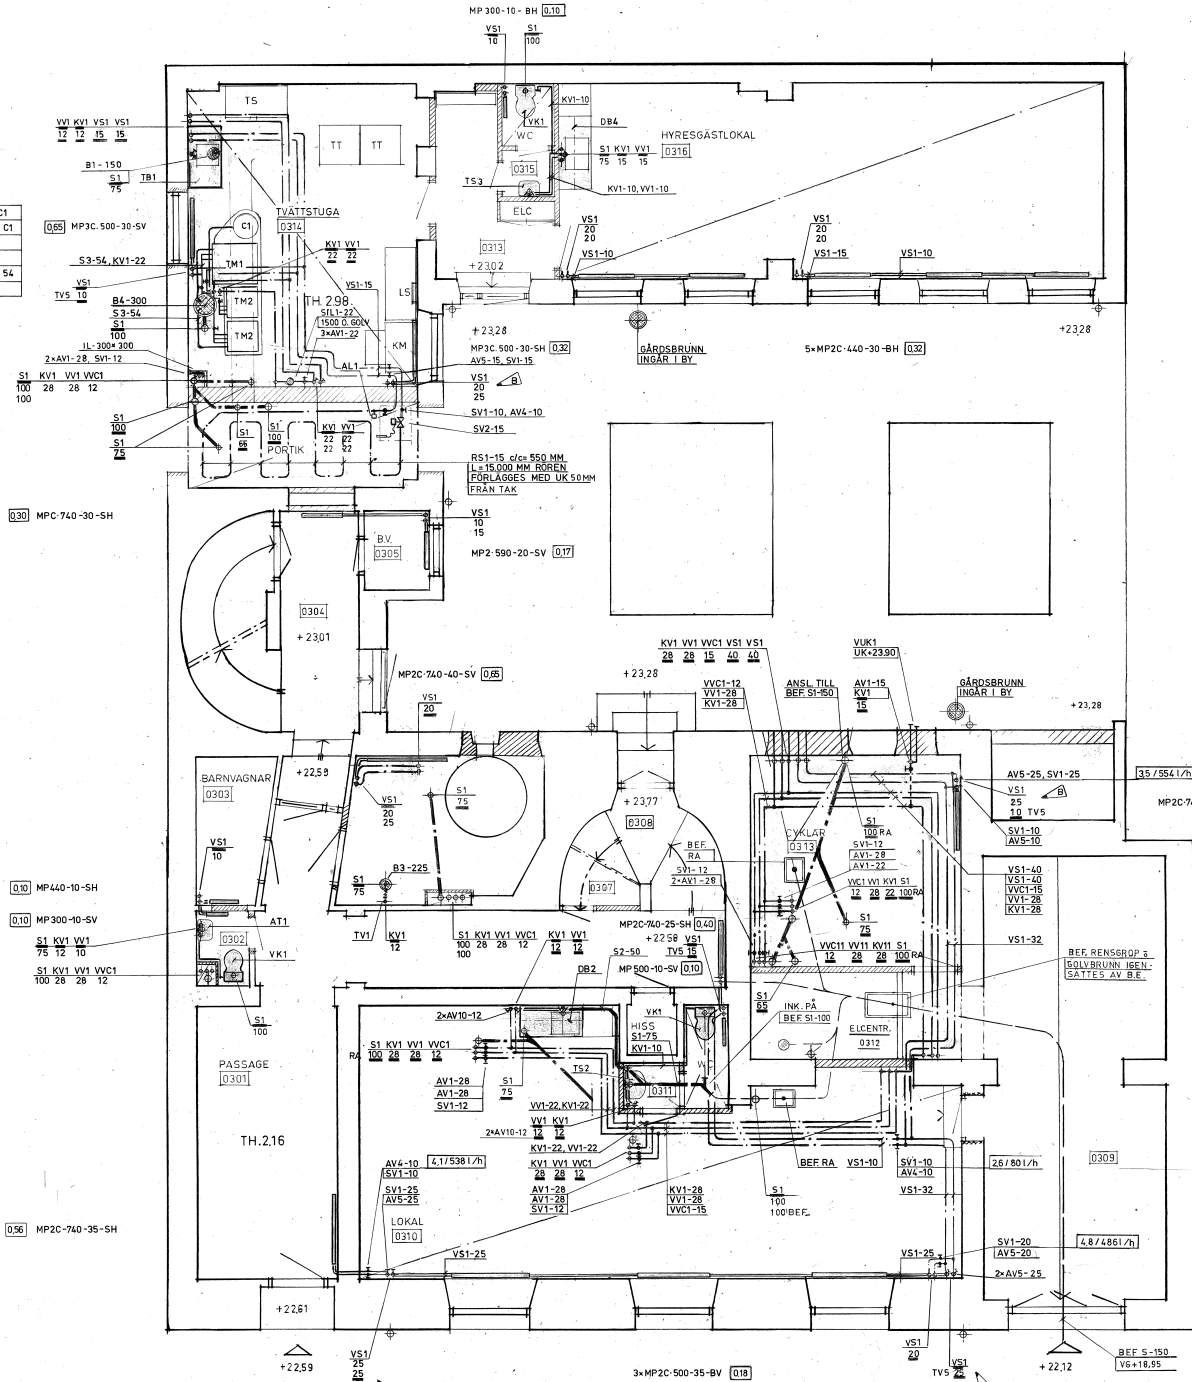 MP300-10-BH 0,10
VS1
10
S1
100
VV1 KV1 VS1 VS1
12 12 15 15
B1-150
S1
75
TB1
TS
TT
TT
VK1
WC
KV1-10
DB4
S1 KV1 VV1
75 15 15
HYRESGÄSTLOKAL
0316
0315
TS3
KV1-10, VV1-10
ELC
C1
C1
54
0,65 MP3C.500-30-SV
TVÄTTSTUGA
0314
C1
0313
+23,02
VS1
20
20
VS1-10
VS1
20
20
VS1-15
VS1-10
S3-54, KV1-22
VS1
TV5 10
TM1
KV1 VV1
22 22
VS1-15
LS
B4-300
S3-54
S1
100
TM2
TM2
TH. 2.98
SIL1-22
1500 Ö. GOLV
3×AV1-22
KM
+23,28
GÅRDSBRUNN
INGÅR I BY
+23,28
IL-300×300
2×AV1-28, SV1-12
MP3C.500-30-SH 0,32
AV5-15, SV1-15
5×MP2C-440-30-BH 0,32
S1 KV1 VV1 VVC1
100 28 28 12
100
AL1
VS1
20
25
B
S1
100
S1
75
S1
65
S1
100
KV1 VV1
22 22
22 22
SV1-10, AV4-10
SV2-15
PORTIK
RS1-15 c/c= 550 MM
L=15.000 MM RÖREN
FÖRLÄGGES MED UK 50MM
FRÅN TAK
0,30 MPC-740-30-SH
VS1
10
15
B.V.
0305
MP2-590-20-SV 0,17
0304
+23,01
MP2C-740-40-SV 0,65
VS1
20
+23,28
KV1 VV1 VVC1 VS1 VS1
28 28 15 40 40
VUK1
UK+23.90
VVC1-12
VV1-28
KV1-28
ANSL. TILL
BEF. S1-150
AV1-15
KV1
15
GÅRDSBRUNN
INGÅR I BY
+23,28
+22,58
BARNVAGNAR
0303
VS1
20
25
S1
75
+23,77
0308
AV5-25, SV1-25
VS1
25
10 TV5
B
3,5 / 554 l/h
SV1-10
AV5-10
S1
100 RA
CYKLAR
0313
VS1
10
B3-225
S1
75
BEF.
RA
SV1-12
2×AV1-28
0307
SV1-12
AV1-28
AV1-22
VVC1 VV1 KV1 S1
12 28 22 100RA
VS1-40
VS1-40
VVC1-15
VV1-28
KV1-28
0,10 MP440-10-SH
0,10 MP300-10-SV
AT1
S1 KV1 VV1
75 12 10
0302
VK1
S1 KV1 VV1 VVC1
100 28 28 12
TV1
KV1
12
S1 KV1 VV1 VVC1
100 28 28 12
KV1 VV1
12 12
S2-50
MP2C-740-25-SH 0,40
+22,58
VS1
TV5 15
S1
75
VVC11 VV11 KV11 S1
12 28 28 100 RA
VS1-32
MP500-10-SV 0,10
DB2
S1
65
BEF. RENSGROP o
GOLVBRUNN IGEN-
SATTES AV B.E.
S1
100
2×AV10-12
VK1
HISS
S1-75
KV1-10
INK. PÅ
BEF. S1-100
ELCENTR.
0312
PASSAGE
0301
S1 KV1 VV1 VVC1
RA 100 28 28 12
AV1-28
AV1-28
SV1-12
S1
75
TS2
0311
VV1-22, KV1-22
VV1 KV1
12 12
2×AV10-12
TH.2.16
KV1-22, VV1-22
BEF. RA
VS1-10
SV1-10
AV4-10
2,6 / 80 l/h
0309
AV4-10
SV1-10
4,1 / 538 l/h
KV1 VV1 VVC1
28 28 12
SV1-25
AV5-25
AV1-28
AV1-28
SV1-12
KV1-28
VV1-28
VVC1-15
S1
100
100 BEF.
VS1-32
0,56 MP2C-740-35-SH
LOKAL
0310
VS1-25
VS1-25
SV1-20
AV5-20
4,8 / 486 l/h
2×AV5-25
+22,61
+22,59
VS1
25
25
VS1
20
VS1
TV5 25
BEF S-150
VG+18,95
+22,12
3×MP2C-500-35-BV 0,18